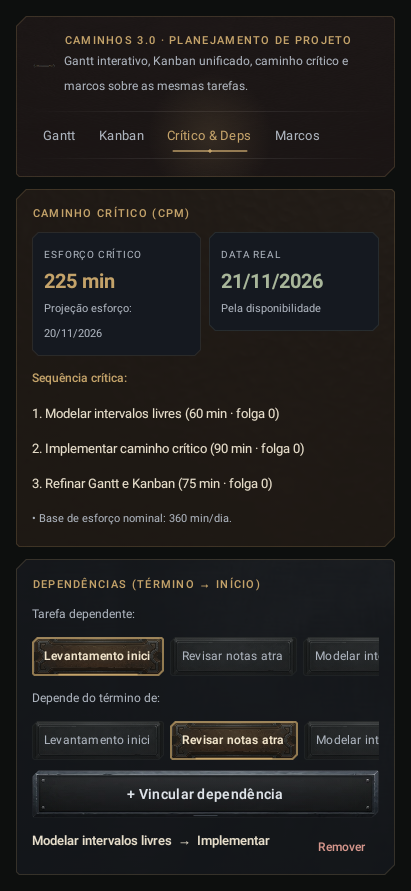 CAMINHOS 3.0 · PLANEJAMENTO DE PROJETO
Gantt interativo, Kanban unificado, caminho crítico e
marcos sobre as mesmas tarefas.
Gantt Kanban Crítico & Deps Marcos
CAMINHO CRÍTICO (CPM)
ESFORÇO CRÍTICO
225 min
Projeção esforço:
20/11/2026
DATA REAL
21/11/2026
Pela disponibilidade
Sequência crítica:
1. Modelar intervalos livres (60 min · folga 0)
2. Implementar caminho crítico (90 min · folga 0)
3. Refinar Gantt e Kanban (75 min · folga 0)
• Base de esforço nominal: 360 min/dia.
DEPENDÊNCIAS (TÉRMINO → INÍCIO)
Tarefa dependente:
Levantamento inici Revisar notas atra Modelar int
Depende do término de:
Levantamento inici Revisar notas atra Modelar int
+ Vincular dependência
Modelar intervalos livres → Implementar Remover